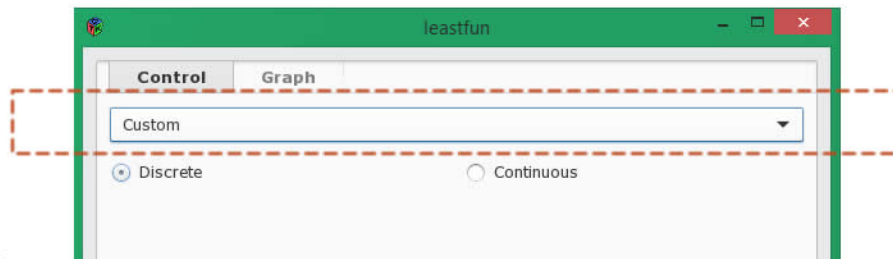 leastfun
Control Graph
Custom
Discrete Continuous